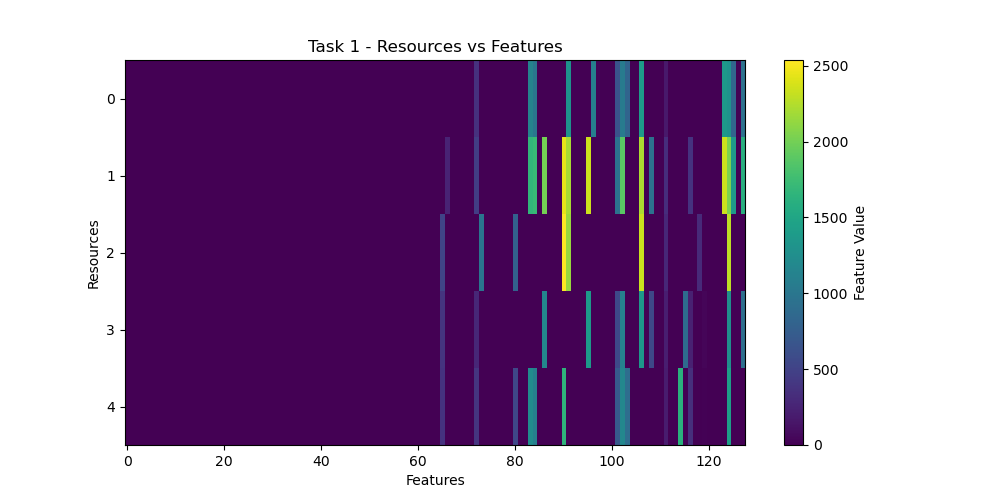 Task 1 - Resources vs Features
Resources
0
1
2
3
4
0 20 40 60 80 100 120
Features
2500
2000
1500
1000
500
0
Feature Value